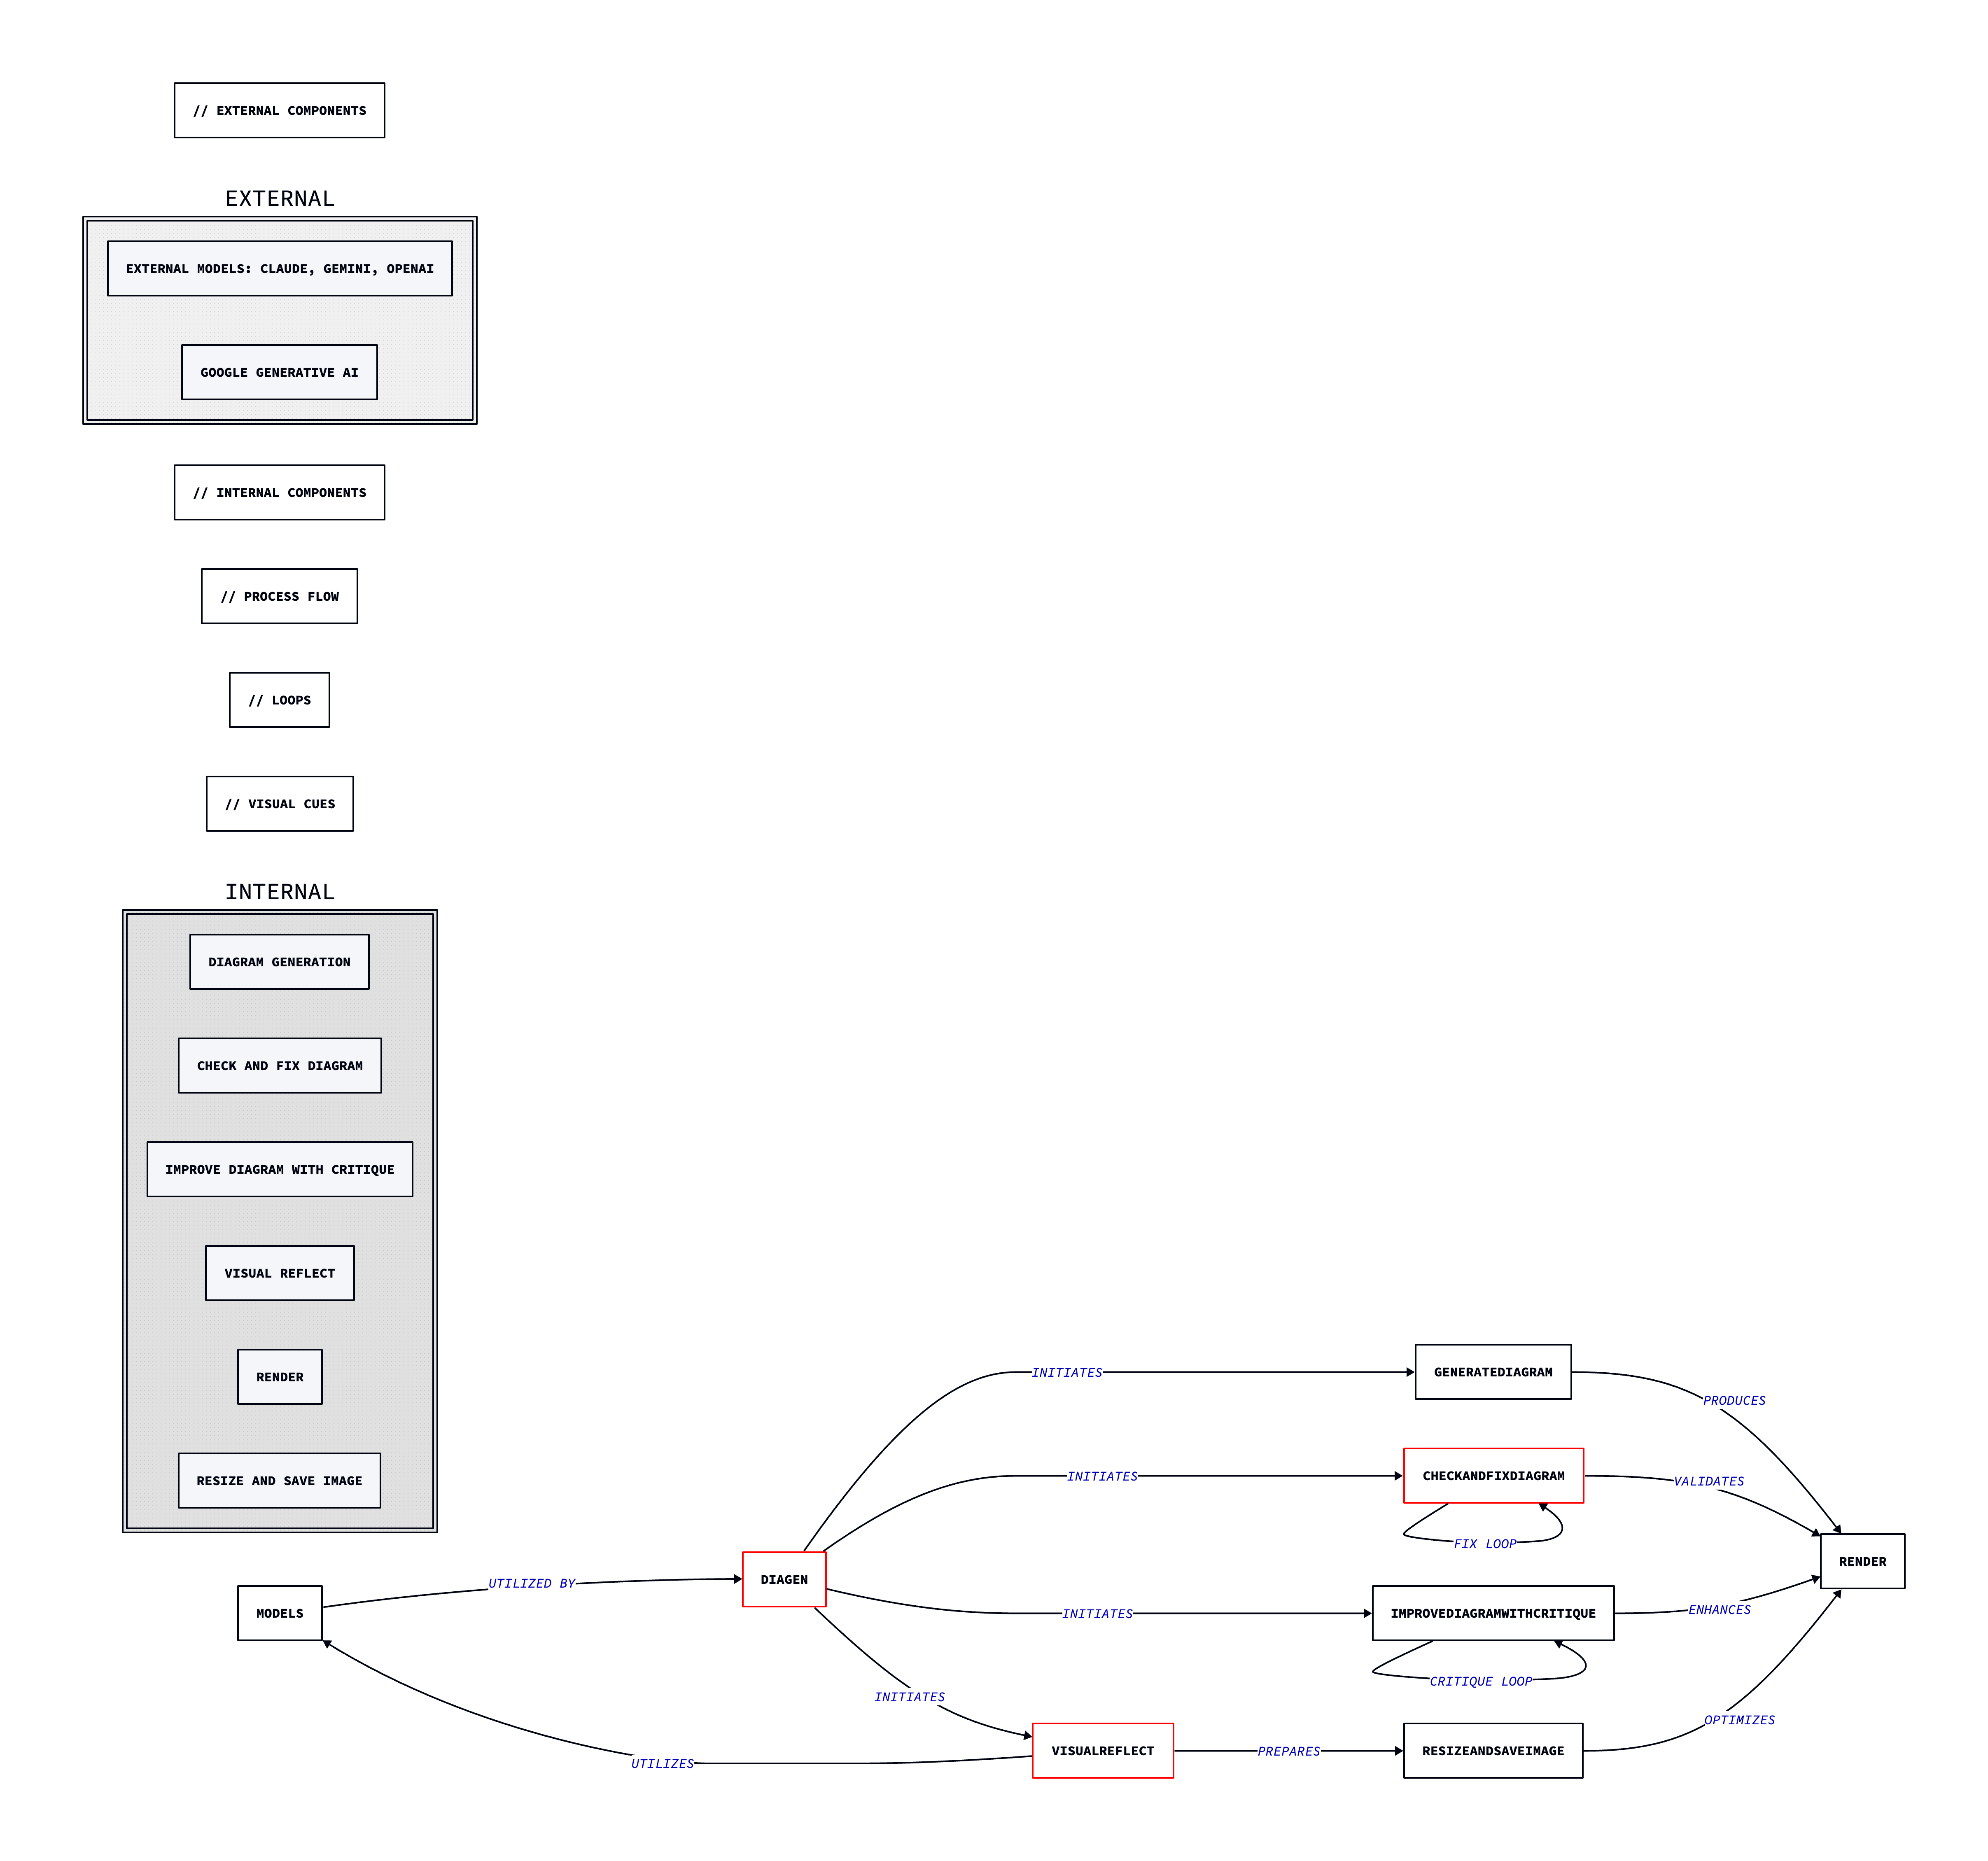 // EXTERNAL COMPONENTS
EXTERNAL
EXTERNAL MODELS: CLAUDE, GEMINI, OPENAI
GOOGLE GENERATIVE AI
// INTERNAL COMPONENTS
// PROCESS FLOW
// LOOPS
// VISUAL CUES
INTERNAL
DIAGRAM GENERATION
CHECK AND FIX DIAGRAM
IMPROVE DIAGRAM WITH CRITIQUE
VISUAL REFLECT
RENDER
RESIZE AND SAVE IMAGE
MODELS
UTILIZED BY
UTILIZES
DIAGEN
INITIATES
INITIATES
INITIATES
INITIATES
VISUALREFLECT
PREPARES
GENERATEDIAGRAM
CHECKANDFIXDIAGRAM
FIX LOOP
IMPROVEDIAGRAMWITHCRITIQUE
CRITIQUE LOOP
RESIZEANDSAVEIMAGE
PRODUCES
VALIDATES
ENHANCES
OPTIMIZES
RENDER